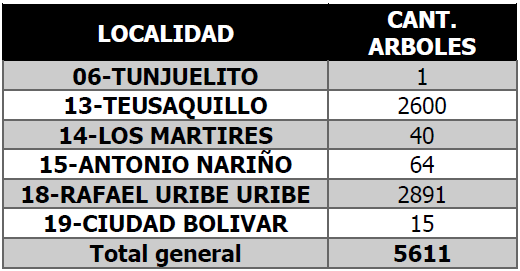 LOCALIDAD CANT. ARBOLES
06-TUNJUELITO 1
13-TEUSAQUILLO 2600
14-LOS MARTIRES 40
15-ANTONIO NARIÑO 64
18-RAFAEL URIBE URIBE 2891
19-CIUDAD BOLIVAR 15
Total general 5611